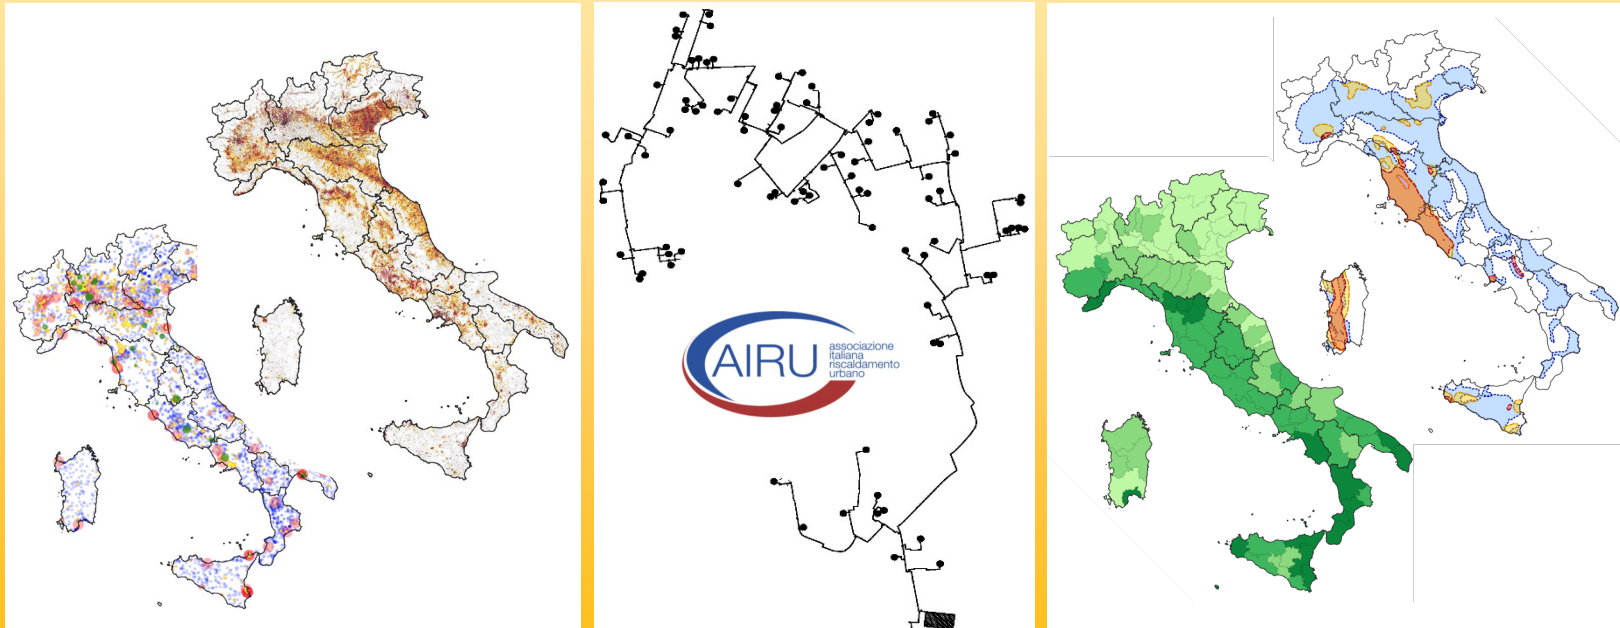 AIRU
associazione
italiana
riscaldamento
urbano